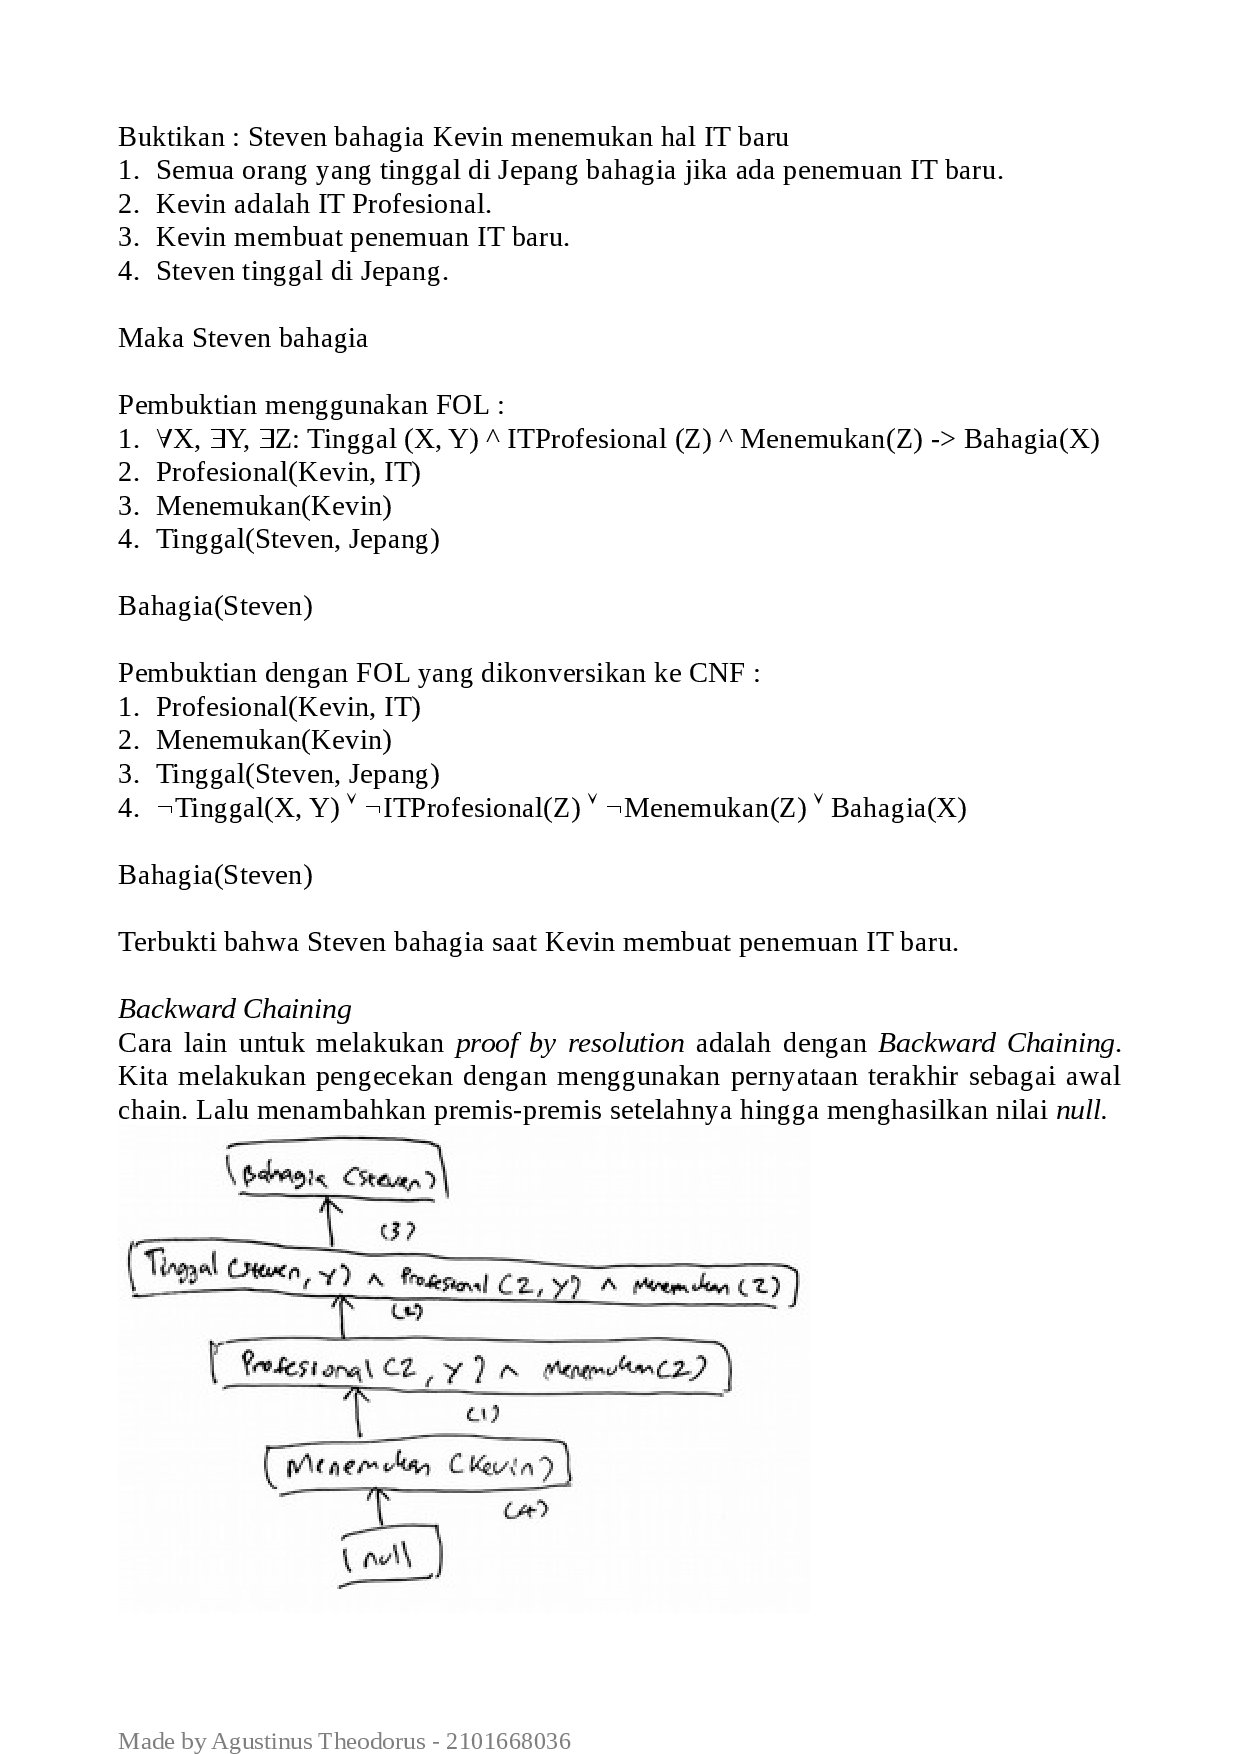 Buktikan : Steven bahagia Kevin menemukan hal IT baru
1. Semua orang yang tinggal di Jepang bahagia jika ada penemuan IT baru.
2. Kevin adalah IT Profesional.
3. Kevin membuat penemuan IT baru.
4. Steven tinggal di Jepang.
Maka Steven bahagia
Pembuktian menggunakan FOL :
1. ∀X, ∃Y, ∃Z: Tinggal (X, Y) ^ ITProfesional (Z) ^ Menemukan(Z) -> Bahagia(X)
2. Profesional(Kevin, IT)
3. Menemukan(Kevin)
4. Tinggal(Steven, Jepang)
Bahagia(Steven)
Pembuktian dengan FOL yang dikonversikan ke CNF :
1. Profesional(Kevin, IT)
2. Menemukan(Kevin)
3. Tinggal(Steven, Jepang)
4. ¬Tinggal(X, Y) ˅ ¬ITProfesional(Z) ˅ ¬Menemukan(Z) ˅ Bahagia(X)
Bahagia(Steven)
Terbukti bahwa Steven bahagia saat Kevin membuat penemuan IT baru.
Backward Chaining
Cara lain untuk melakukan proof by resolution adalah dengan Backward Chaining.
Kita melakukan pengecekan dengan menggunakan pernyataan terakhir sebagai awal
chain. Lalu menambahkan premis-premis setelahnya hingga menghasilkan nilai null.
Bahagia (Steven)
(3)
Tinggal (Steven, Y) ^ Profesional (Z, Y) ^ Menemukan (Z)
(2)
Profesional (Z, Y) ^ Menemukan (Z)
(1)
Menemukan (Kevin)
(4)
null
Made by Agustinus Theodorus - 2101668036